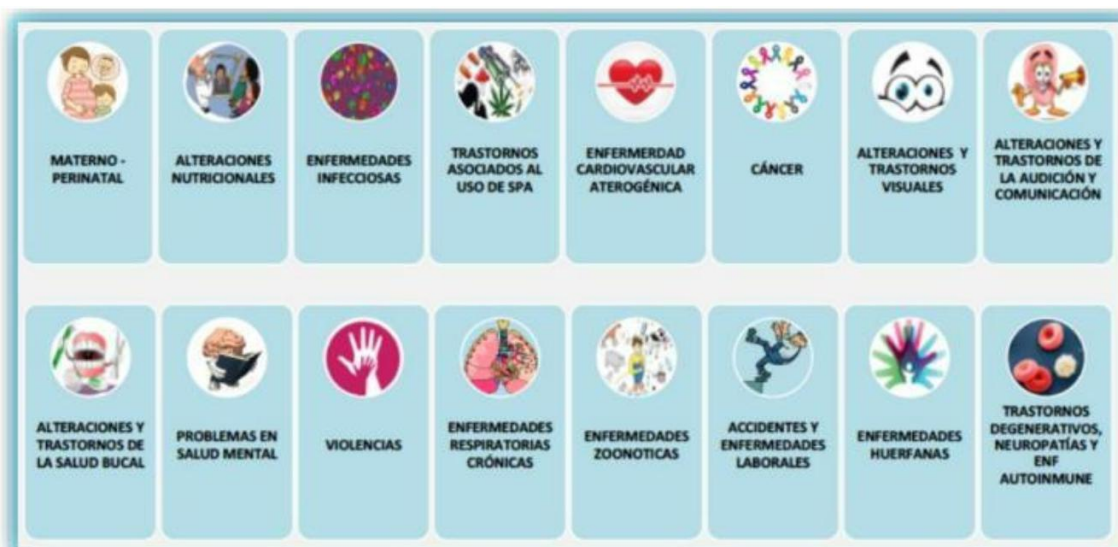 MATERNO -
PERINATAL
ALTERACIONES
NUTRICIONALES
ENFERMEDADES
INFECCIOSAS
TRASTORNOS
ASOCIADOS AL
USO DE SPA
ENFERMERDAD
CARDIOVASCULAR
ATEROGÉNICA
CÁNCER
ALTERACIONES Y
TRASTORNOS
VISUALES
ALTERACIONES Y
TRASTORNOS DE
LA AUDICIÓN Y
COMUNICACIÓN
ALTERACIONES Y
TRASTORNOS DE
LA SALUD BUCAL
PROBLEMAS EN
SALUD MENTAL
VIOLENCIAS
ENFERMEDADES
RESPIRATORIAS
CRÓNICAS
ENFERMEDADES
ZOONOTICAS
ACCIDENTES Y
ENFERMEDADES
LABORALES
ENFERMEDADES
HUERFANAS
TRASTORNOS
DEGENERATIVOS,
NEUROPATÍAS Y
ENF
AUTOINMUNE